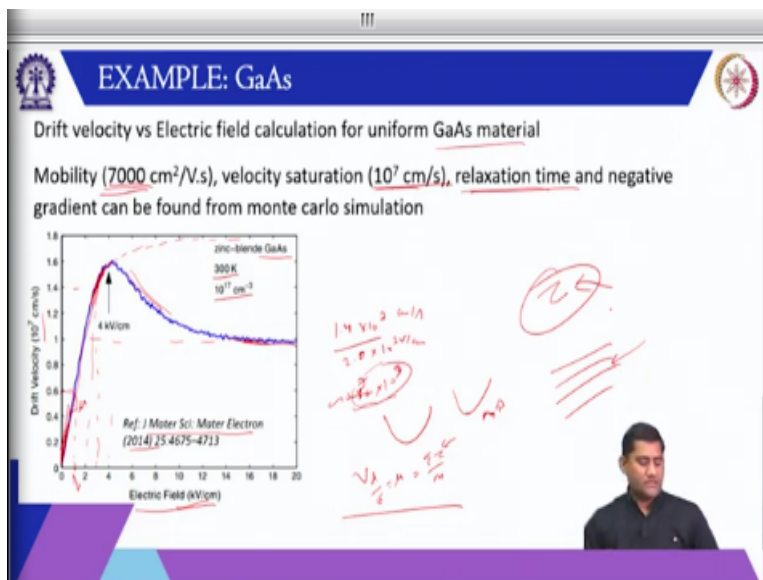 EXAMPLE: GaAs
Drift velocity vs Electric field calculation for uniform GaAs material
Mobility (7000 cm²/V.s), velocity saturation (10⁷ cm/s), relaxation time and negative
gradient can be found from monte carlo simulation
1.8
1.6
1.4
1.2
1
0.8
0.6
0.4
0.2
0
Drift Velocity (10⁷ cm/s)
zinc-blende GaAs
300 K
10¹⁷ cm⁻³
4 kV/cm
Ref: J Mater Sci: Mater Electron
(2014) 25:4675–4713
0 2 4 6 8 10 12 14 16 18 20
Electric Field (kV/cm)